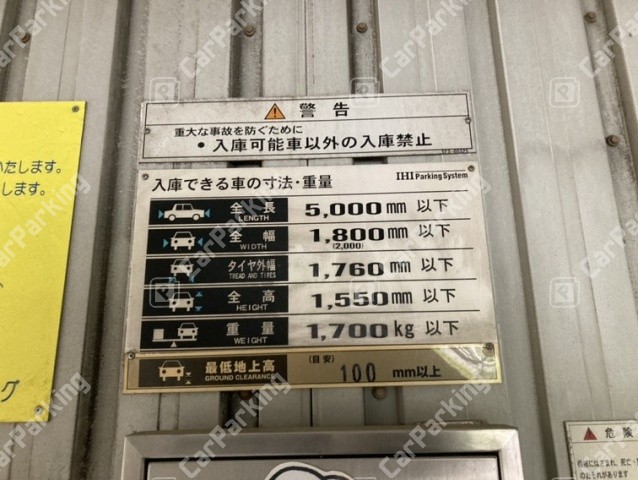 警告
重大な事故を防ぐために
・入庫可能車以外の入庫禁止
入庫できる車の寸法・重量 IHI Parking System
全長 LENGTH 5,000mm 以下
全幅 WIDTH 1,800mm 以下
(2,000)
タイヤ外幅 TREAD AND TIRES 1,760mm 以下
全高 HEIGHT 1,550mm 以下
重量 WEIGHT 1,700kg 以下
最低地上高 GROUND CLEARANCE (目安) 100 mm以上
いたします。
します。
グ
危険
CarParking